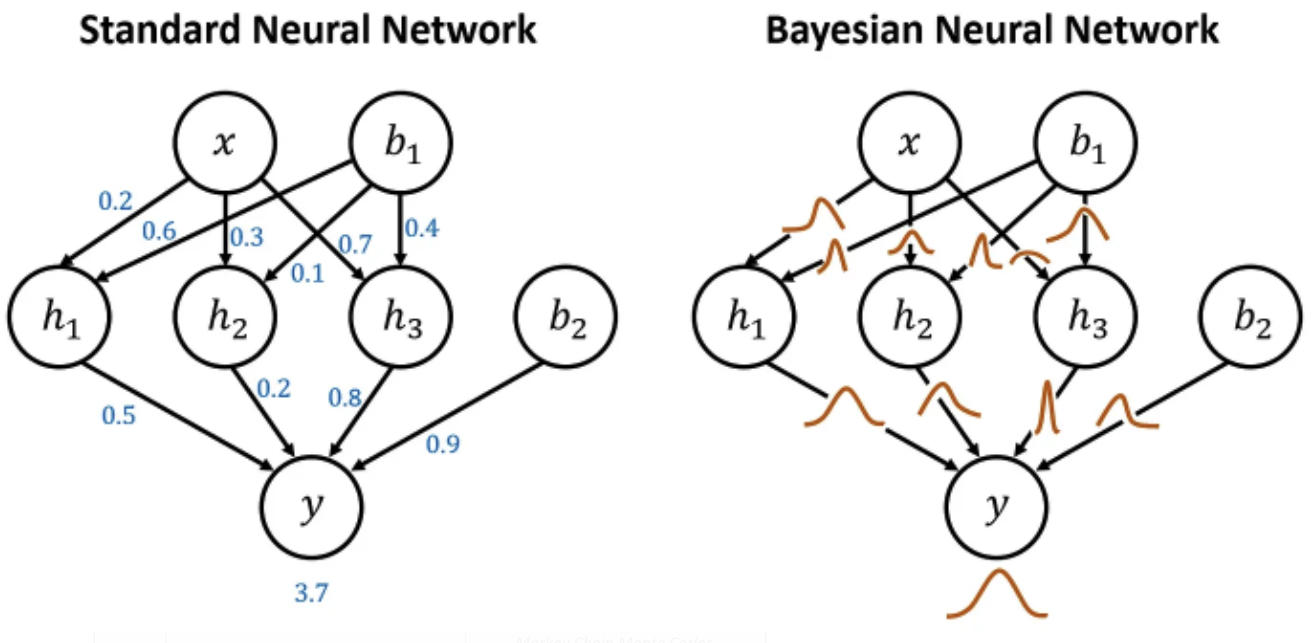 Standard Neural Network
Bayesian Neural Network
x
b₁
x
b₁
0.2
0.6
0.3
0.7
0.4
0.1
h₁
h₂
h₃
b₂
h₁
h₂
h₃
b₂
0.5
0.2
0.8
0.9
y
y
3.7